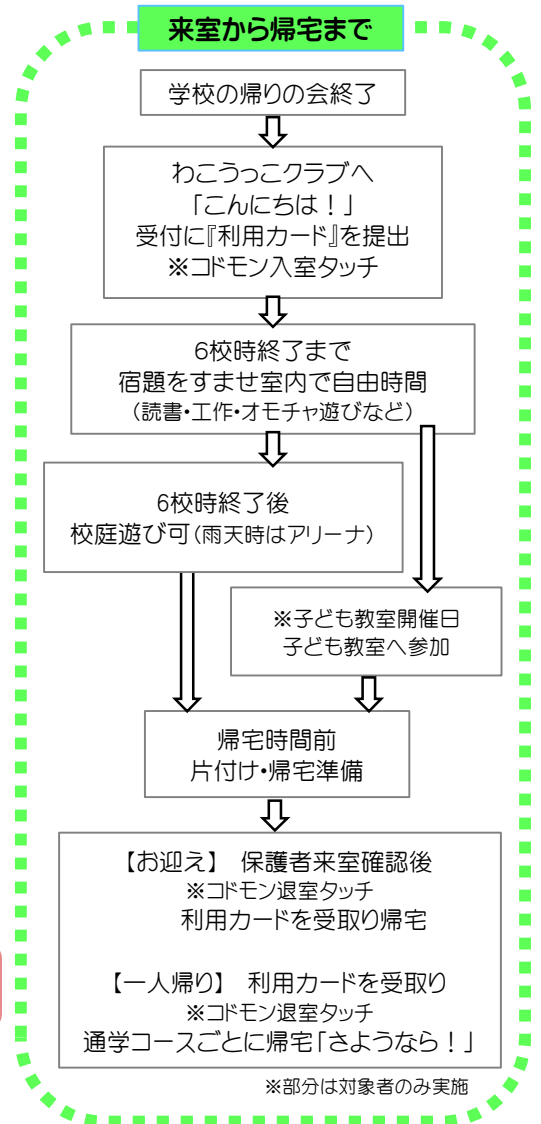 来室から帰宅まで
学校の帰りの会終了
わこうっこクラブへ
「こんにちは！」
受付に『利用カード』を提出
※コドモン入室タッチ
6校時終了まで
宿題をすませ室内で自由時間
（読書・工作・オモチャ遊びなど）
6校時終了後
校庭遊び可（雨天時はアリーナ）
※子ども教室開催日
子ども教室へ参加
帰宅時間前
片付け・帰宅準備
【お迎え】　保護者来室確認後
※コドモン退室タッチ
利用カードを受取り帰宅
【一人帰り】　利用カードを受取り
※コドモン退室タッチ
通学コースごとに帰宅「さようなら！」
※部分は対象者のみ実施